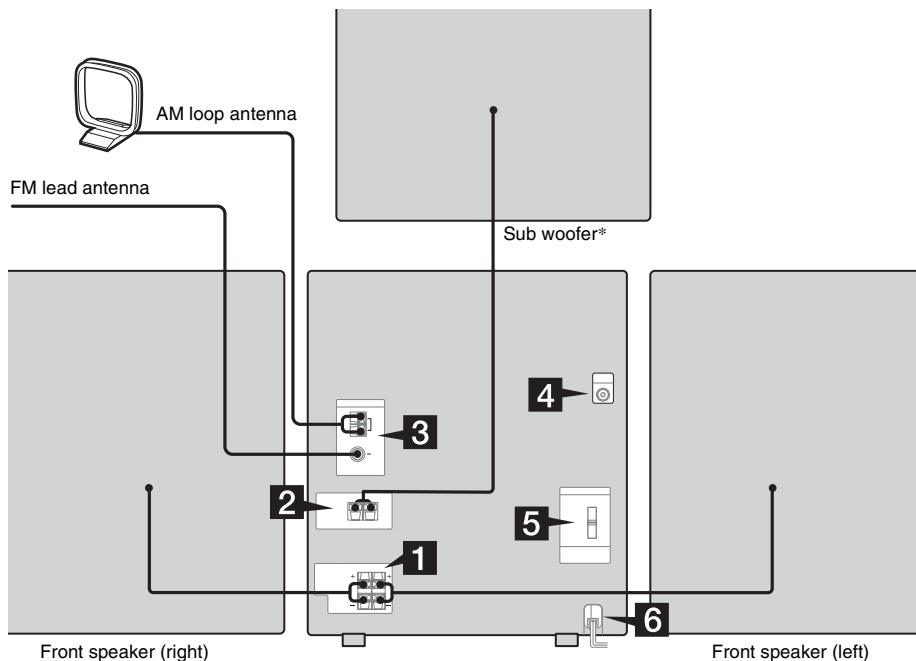 AM loop antenna
FM lead antenna
Sub woofer*
4
3
2
5
1
+ +
– –
6
Front speaker (right)
Front speaker (left)